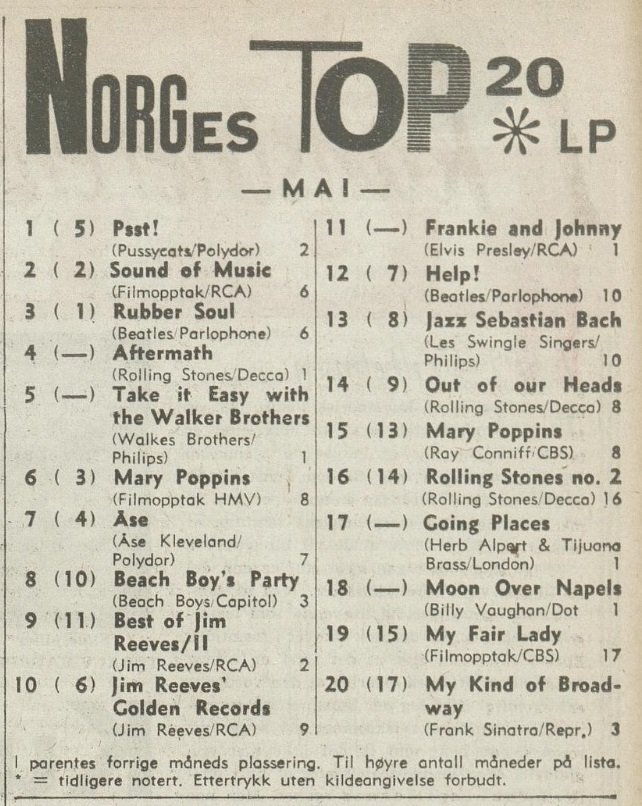 NORGES TOP 20 * LP
— MAI —
1 ( 5) Psst!
(Pussycats/Polydor) 2
2 ( 2) Sound of Music
(Filmopptak/RCA) 6
3 ( 1) Rubber Soul
(Beatles/Parlophone) 6
4 (—) Aftermath
(Rolling Stones/Decca) 1
5 (—) Take it Easy with
the Walker Brothers
(Walkes Brothers/
Philips) 1
6 ( 3) Mary Poppins
(Filmopptak HMV) 8
7 ( 4) Åse
(Åse Kleveland/
Polydor) 7
8 (10) Beach Boy's Party
(Beach Boys/Capitol) 3
9 (11) Best of Jim
Reeves/II
(Jim Reeves/RCA) 2
10 ( 6) Jim Reeves'
Golden Records
(Jim Reeves/RCA) 9
11 (—) Frankie and Johnny
(Elvis Presley/RCA) 1
12 ( 7) Help!
(Beatles/Parlophone) 10
13 ( 8) Jazz Sebastian Bach
(Les Swingle Singers/
Philips) 10
14 ( 9) Out of our Heads
(Rolling Stones/Decca) 8
15 (13) Mary Poppins
(Ray Conniff/CBS) 8
16 (14) Rolling Stones no. 2
(Rolling Stones/Decca) 16
17 (—) Going Places
(Herb Alpert & Tijuana
Brass/London) 1
18 (—) Moon Over Napels
(Billy Vaughan/Dot 1
19 (15) My Fair Lady
(Filmopptak/CBS) 17
20 (17) My Kind of Broad-
way
(Frank Sinatra/Repr.) 3
I parentes forrige måneds plassering. Til høyre antall måneder på lista.
* = tidligere notert. Ettertrykk uten kildeangivelse forbudt.